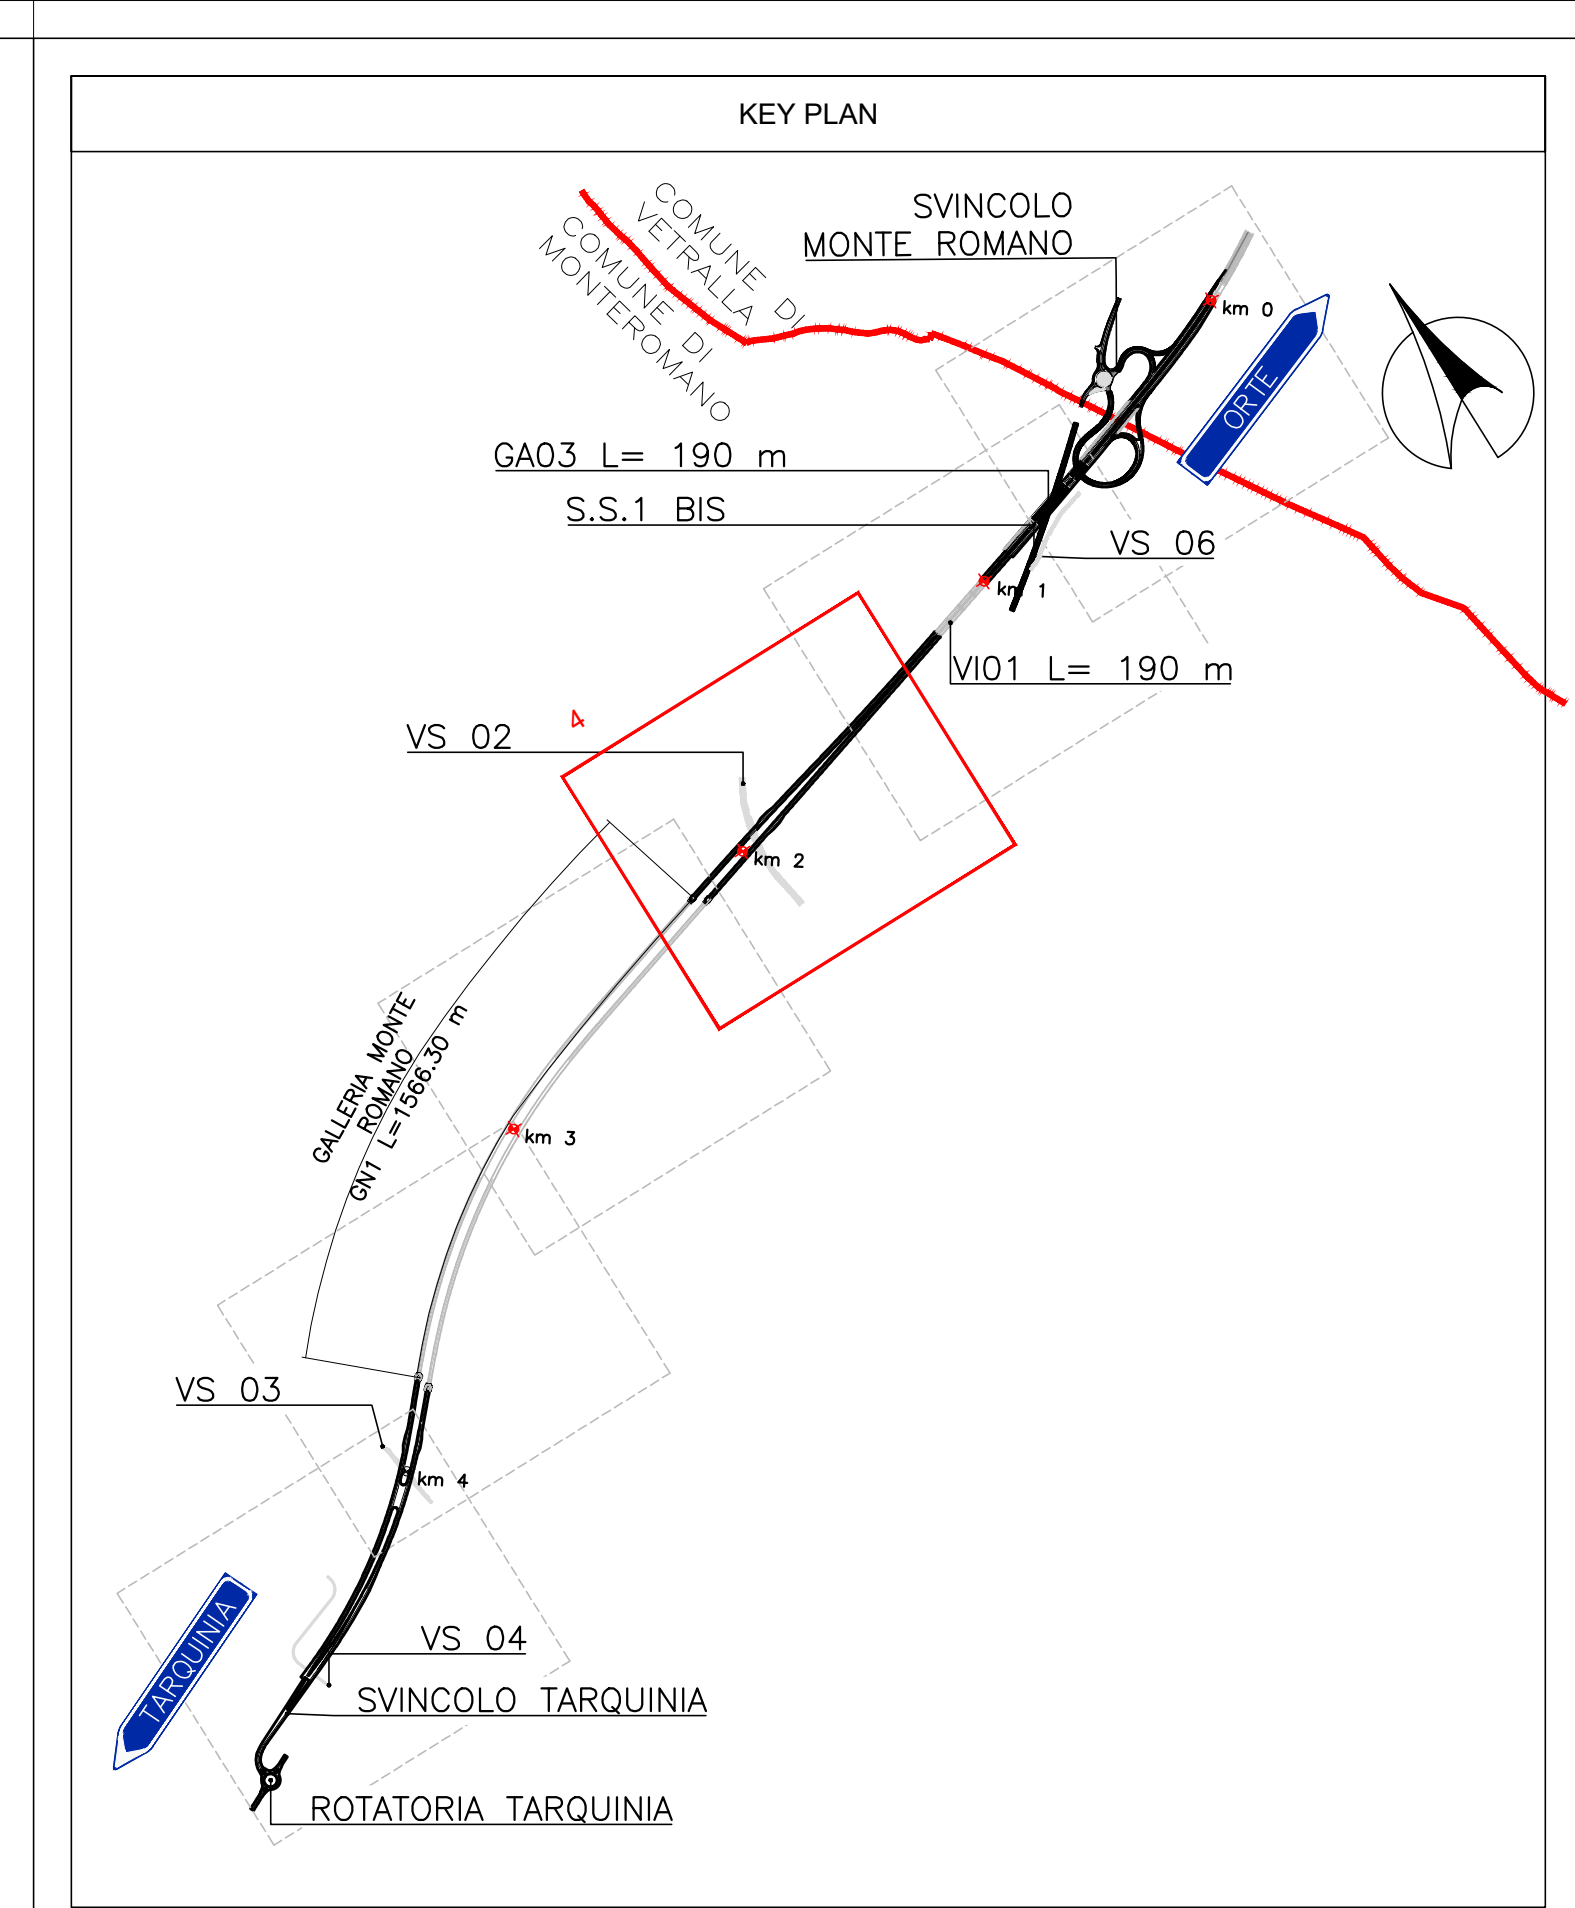 KEY PLAN
COMUNE DI
VETRALLA
COMUNE DI
MONTEROMANO
SVINCOLO
MONTE ROMANO
km 0
ORTE
GA03 L= 190 m
S.S.1 BIS
VS 06
km 1
VI01 L= 190 m
4
VS 02
km 2
GALLERIA MONTE
ROMANO
GN1 L=1566.30 m
km 3
VS 03
km 4
TARQUINIA
VS 04
SVINCOLO TARQUINIA
ROTATORIA TARQUINIA